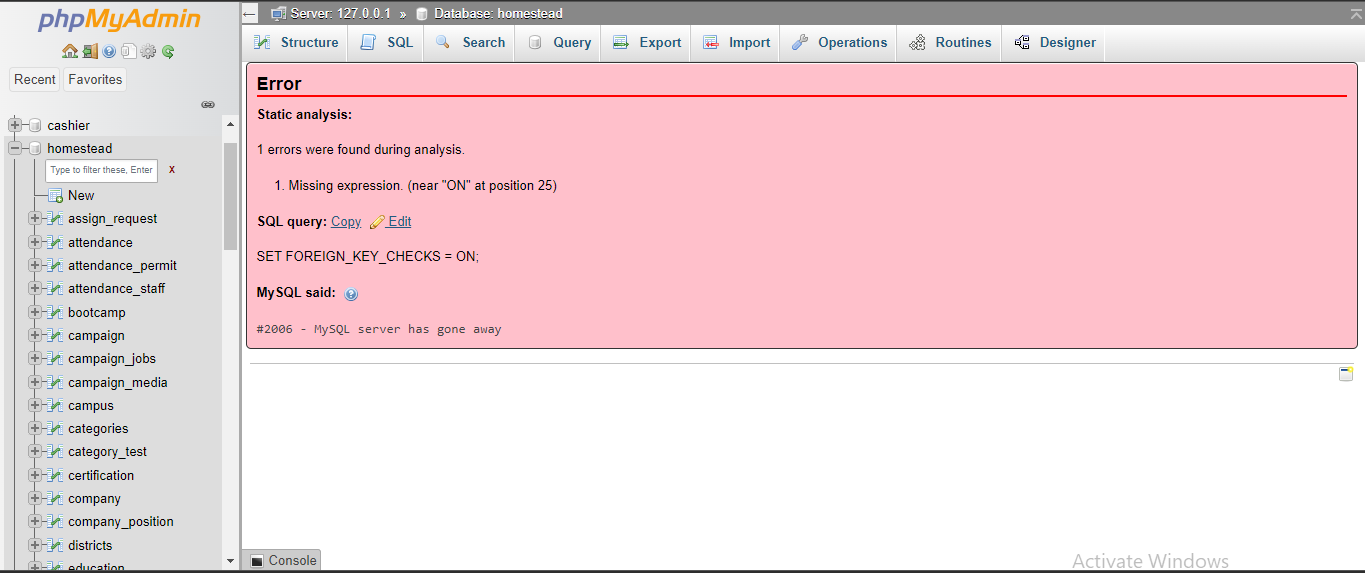 phpMyAdmin
Recent Favorites
cashier
homestead
Type to filter these, Enter X
New
assign_request
attendance
attendance_permit
attendance_staff
bootcamp
campaign
campaign_jobs
campaign_media
campus
categories
category_test
certification
company
company_position
districts
education
Server: 127.0.0.1 » Database: homestead
Structure SQL Search Query Export Import Operations Routines Designer
Error
Static analysis:
1 errors were found during analysis.
1. Missing expression. (near "ON" at position 25)
SQL query: Copy Edit
SET FOREIGN_KEY_CHECKS = ON;
MySQL said:
#2006 - MySQL server has gone away
Console
Activate Windows